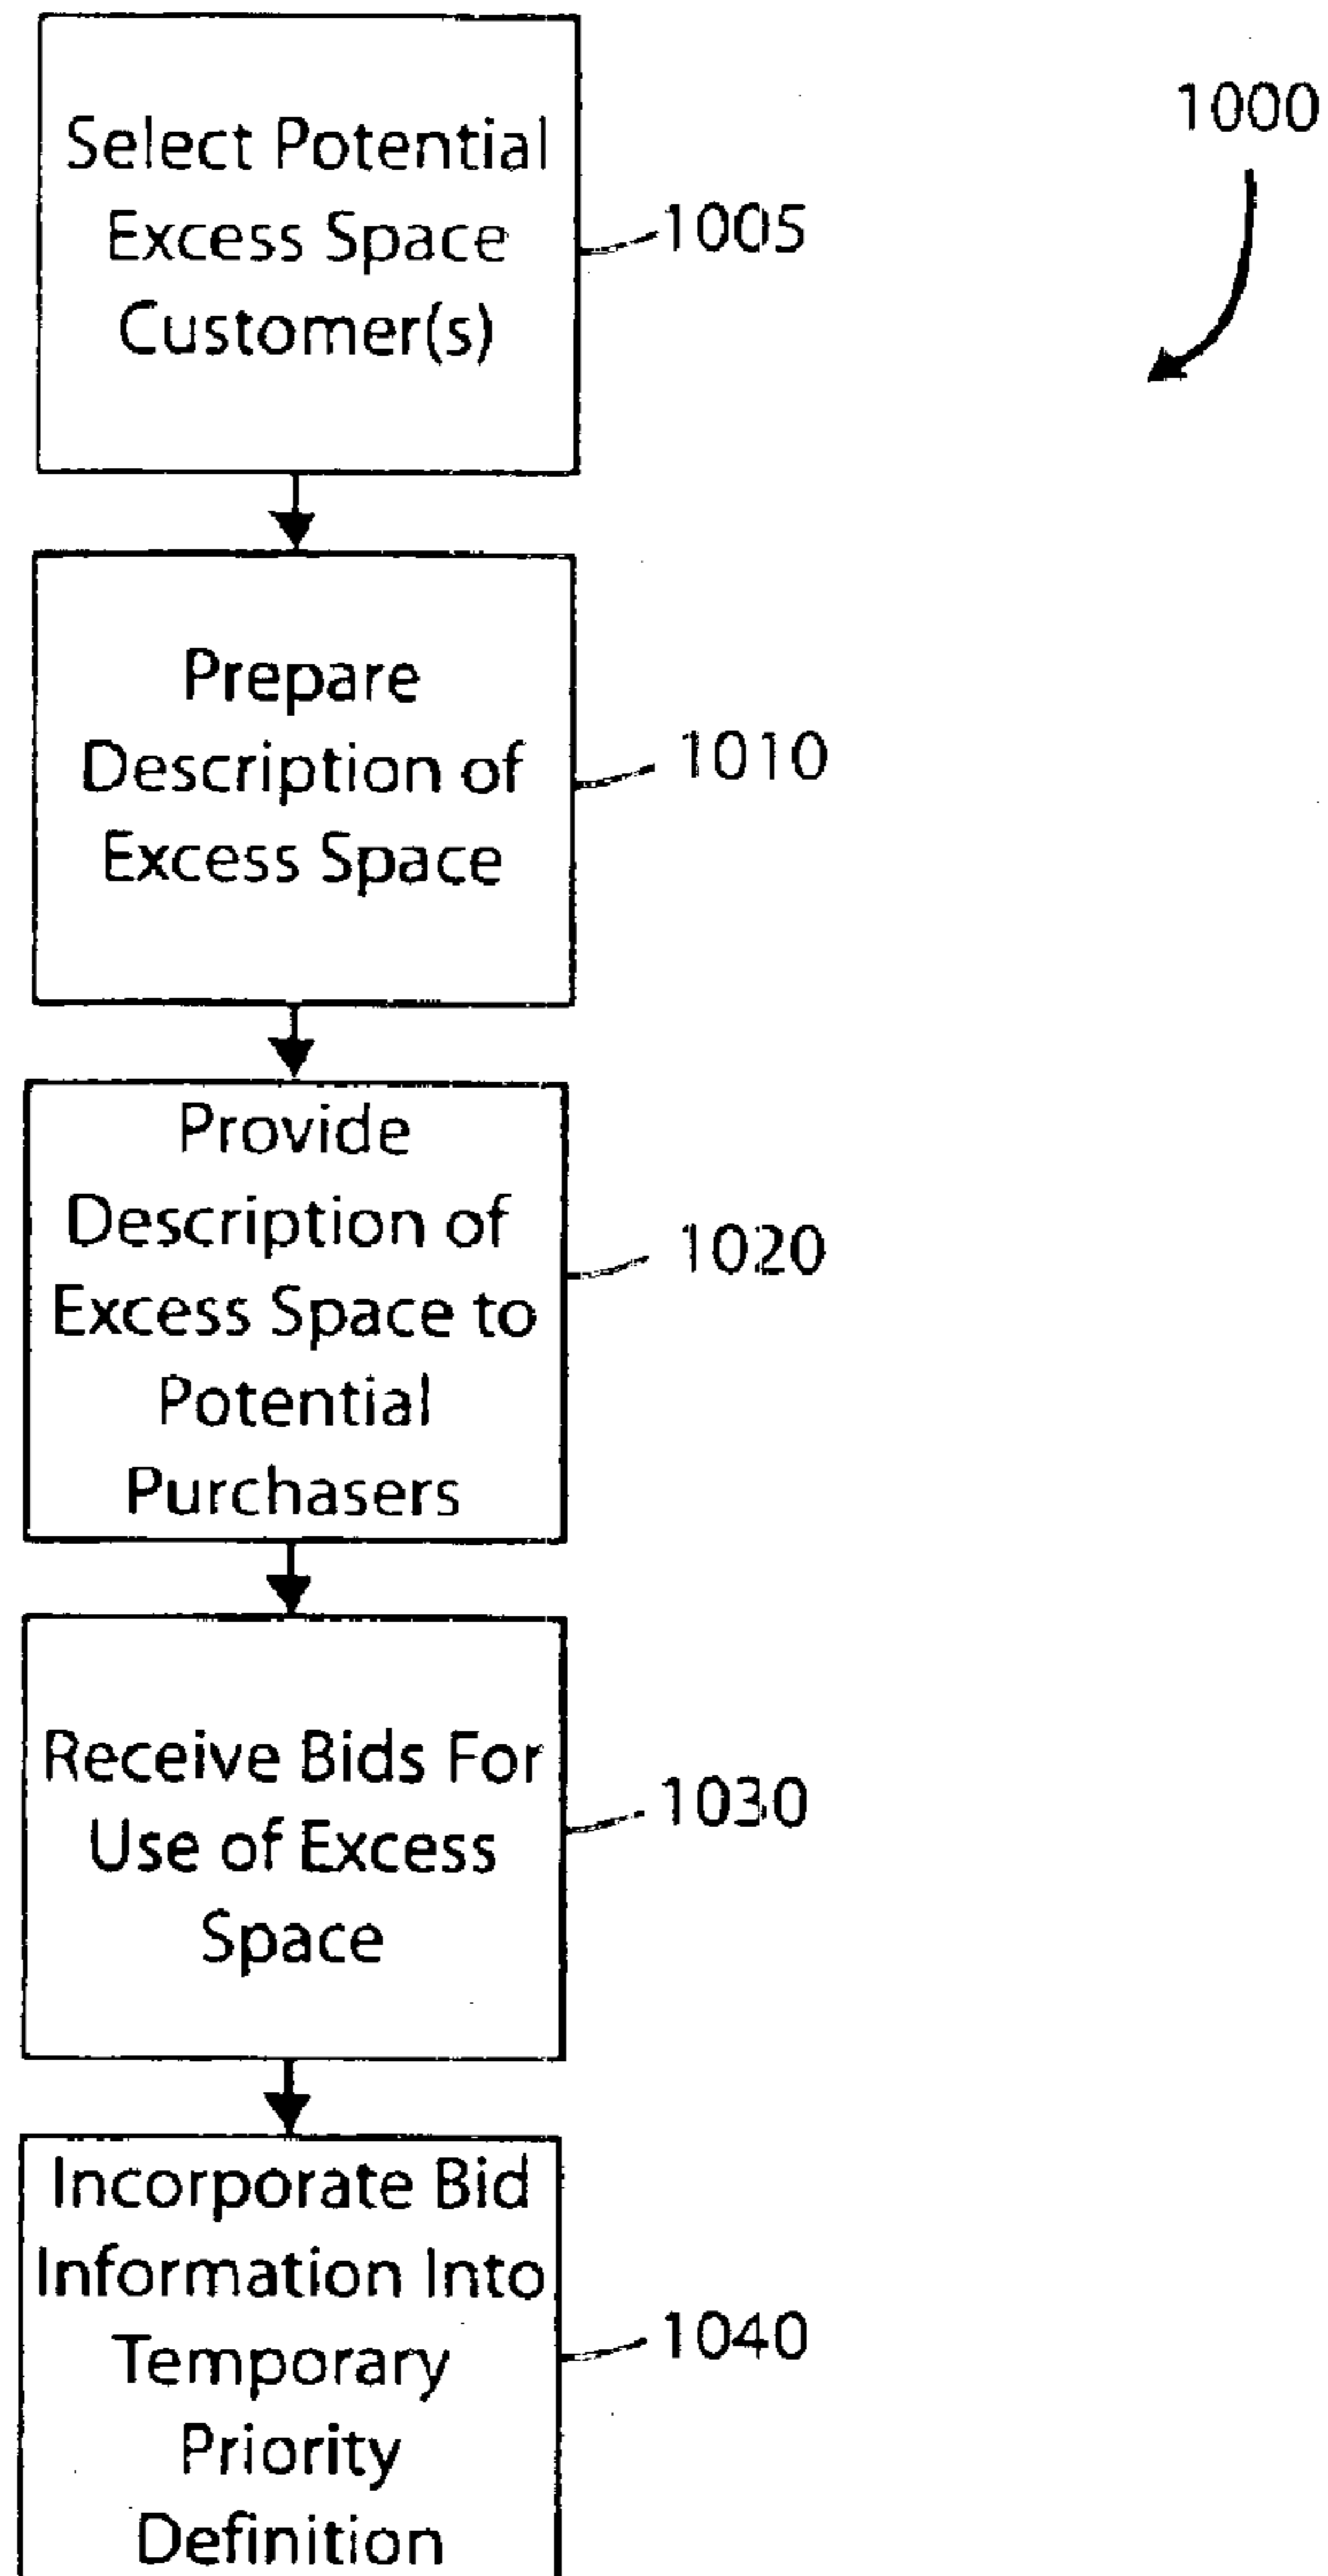 1000
Select Potential
Excess Space
Customer(s)
1005
Prepare
Description of
Excess Space
1010
Provide
Description of
Excess Space to
Potential
Purchasers
1020
Receive Bids For
Use of Excess
Space
1030
Incorporate Bid
Information Into
Temporary
Priority
Definition
1040